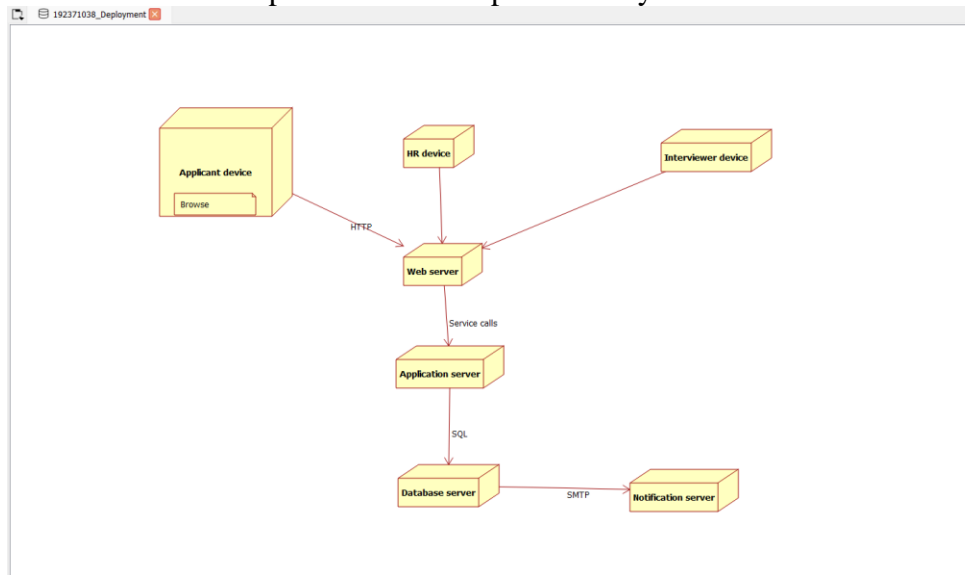 192371038_Deployment
Applicant device
Browse
HR device
Interviewer device
HTTP
Web server
Service calls
Application server
SQL
Database server
SMTP
Notification server